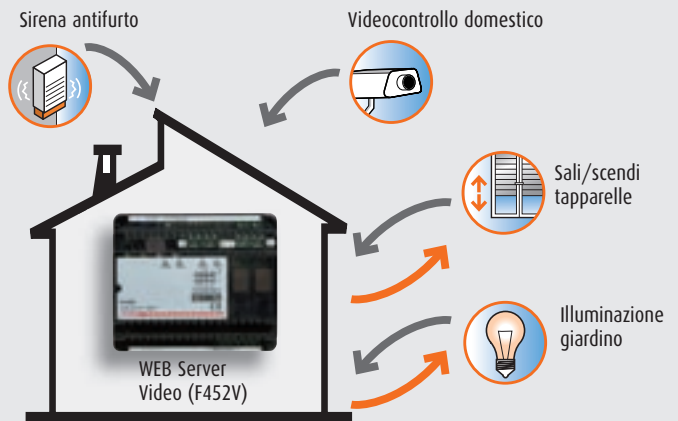 Sirena antifurto
Videocontrollo domestico
Sali/scendi
tapparelle
Illuminazione
giardino
WEB Server
Video (F452V)